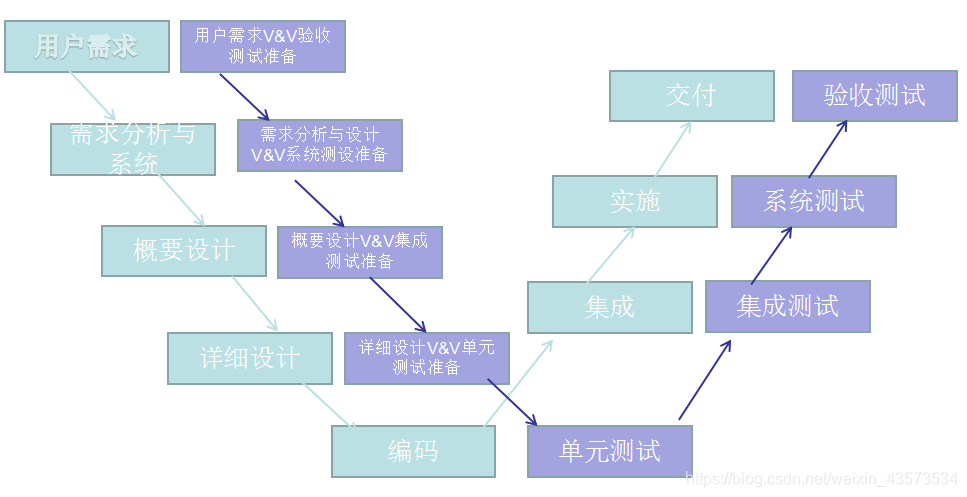 用户需求
用户需求V&V验收
测试准备
需求分析与
系统
需求分析与设计
V&V系统测设准备
概要设计
概要设计V&V集成
测试准备
详细设计
详细设计V&V单元
测试准备
编码
单元测试
集成
集成测试
实施
系统测试
交付
验收测试
https://blog.csdn.net/weixin_43573534